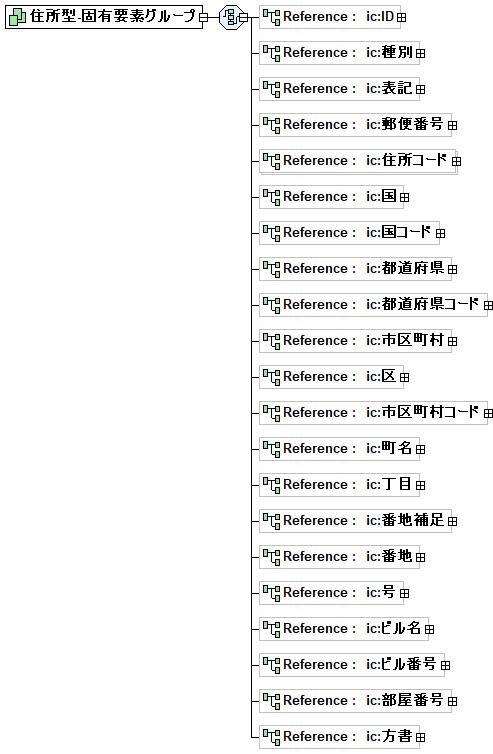 住所型-固有要素グループ
Reference : ic:ID
Reference : ic:種別
Reference : ic:表記
Reference : ic:郵便番号
Reference : ic:住所コード
Reference : ic:国
Reference : ic:国コード
Reference : ic:都道府県
Reference : ic:都道府県コード
Reference : ic:市区町村
Reference : ic:区
Reference : ic:市区町村コード
Reference : ic:町名
Reference : ic:丁目
Reference : ic:番地補足
Reference : ic:番地
Reference : ic:号
Reference : ic:ビル名
Reference : ic:ビル番号
Reference : ic:部屋番号
Reference : ic:方書